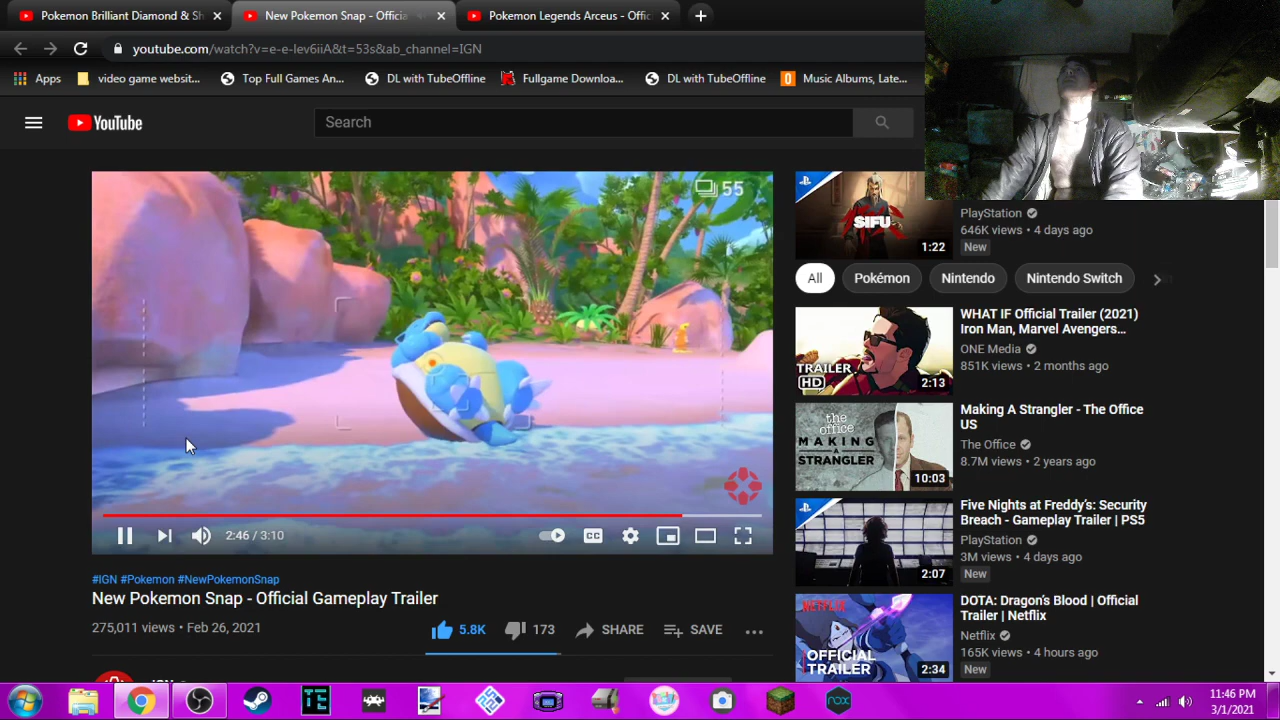 Pokemon Brilliant Diamond & Sh
New Pokemon Snap - Officia
Pokemon Legends Arceus - Offic
youtube.com/watch?v=e-e-Iev6iiA&t=53s&ab_channel=IGN
Apps
video game websit...
Top Full Games An...
DL with TubeOffline
Fullgame Downloa...
DL with TubeOffline
Music Albums, Late...
YouTube
Search
55
SIFU
1:22
PlayStation
646K views • 4 days ago
New
All
Pokémon
Nintendo
Nintendo Switch
TRAILER
HD
2:13
WHAT IF Official Trailer (2021)
Iron Man, Marvel Avengers...
ONE Media
851K views • 2 months ago
the office
MAKING
A
STRANGLER
10:03
Making A Strangler - The Office
US
The Office
8.7M views • 2 years ago
2:07
Five Nights at Freddy's: Security
Breach - Gameplay Trailer | PS5
PlayStation
3M views • 4 days ago
New
NETFLIX
OFFICIAL
TRAILER
2:34
DOTA: Dragon's Blood | Official
Trailer | Netflix
Netflix
165K views • 4 hours ago
New
2:46 / 3:10
CC
#IGN #Pokemon #NewPokemonSnap
New Pokemon Snap - Official Gameplay Trailer
275,011 views • Feb 26, 2021
5.8K
173
SHARE
SAVE
TE
nox
11:46 PM
3/1/2021